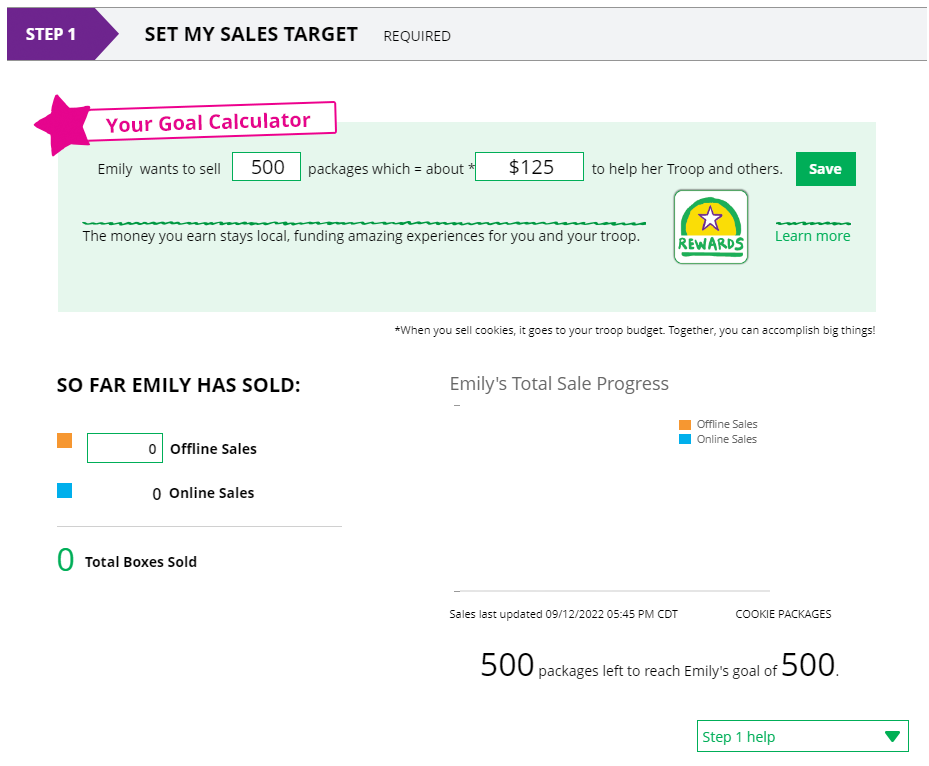 STEP 1 SET MY SALES TARGET REQUIRED
Your Goal Calculator
Emily wants to sell 500 packages which = about * $125 to help her Troop and others. Save
The money you earn stays local, funding amazing experiences for you and your troop. REWARDS Learn more
*When you sell cookies, it goes to your troop budget. Together, you can accomplish big things!
SO FAR EMILY HAS SOLD:
0 Offline Sales
0 Online Sales
0 Total Boxes Sold
Emily's Total Sale Progress
Offline Sales
Online Sales
Sales last updated 09/12/2022 05:45 PM CDT COOKIE PACKAGES
500 packages left to reach Emily's goal of 500.
Step 1 help